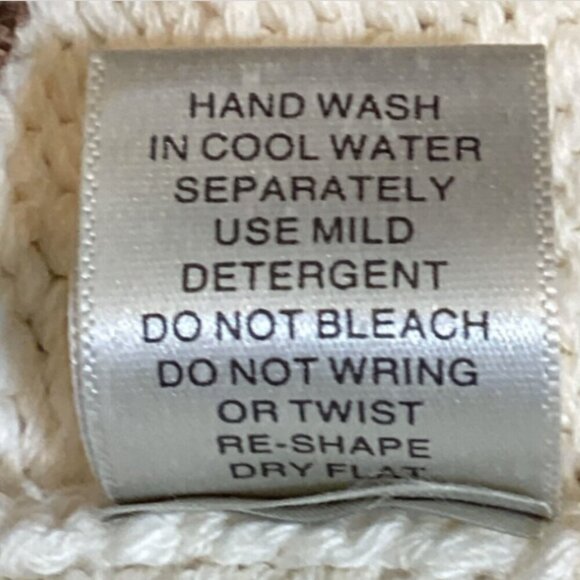 HAND WASH
IN COOL WATER
SEPARATELY
USE MILD
DETERGENT
DO NOT BLEACH
DO NOT WRING
OR TWIST
RE-SHAPE
DRY FLAT